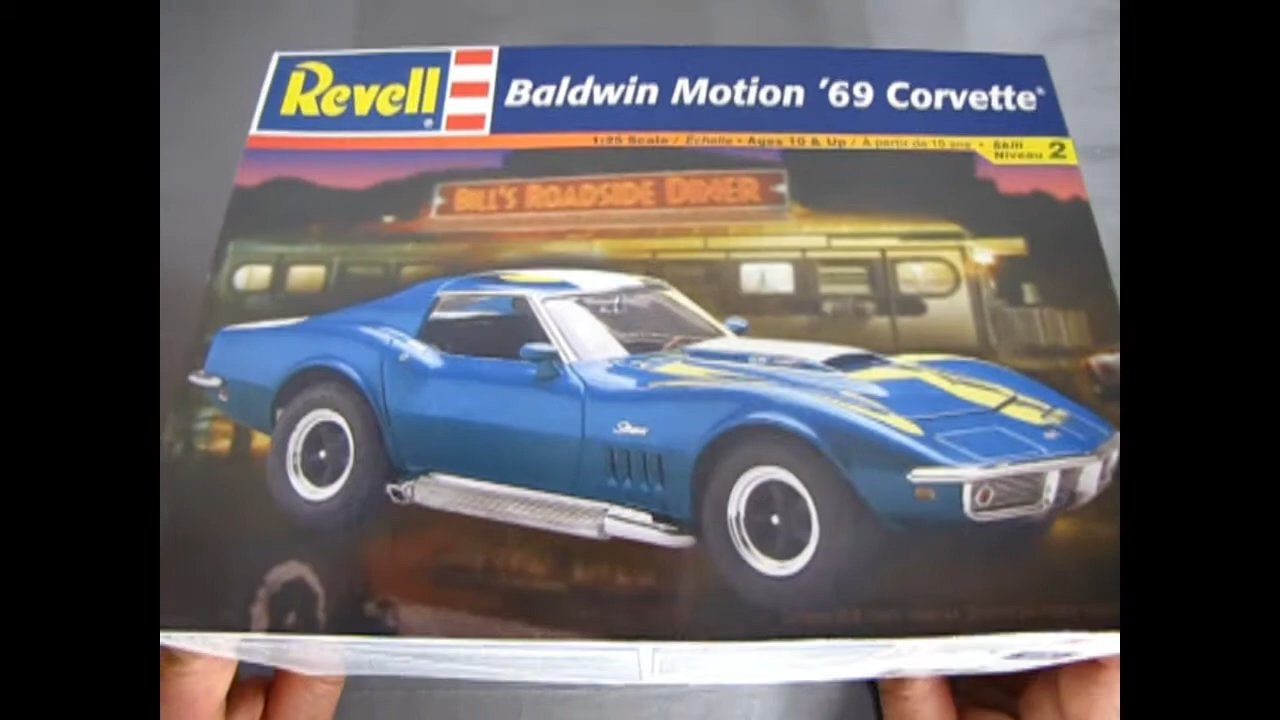 Revell
Baldwin Motion '69 Corvette®
1:25 Scale / Échelle • Ages 10 & Up / À partir de 10 ans • Skill
Niveau 2
BILL'S ROADSIDE DINER
Stingray